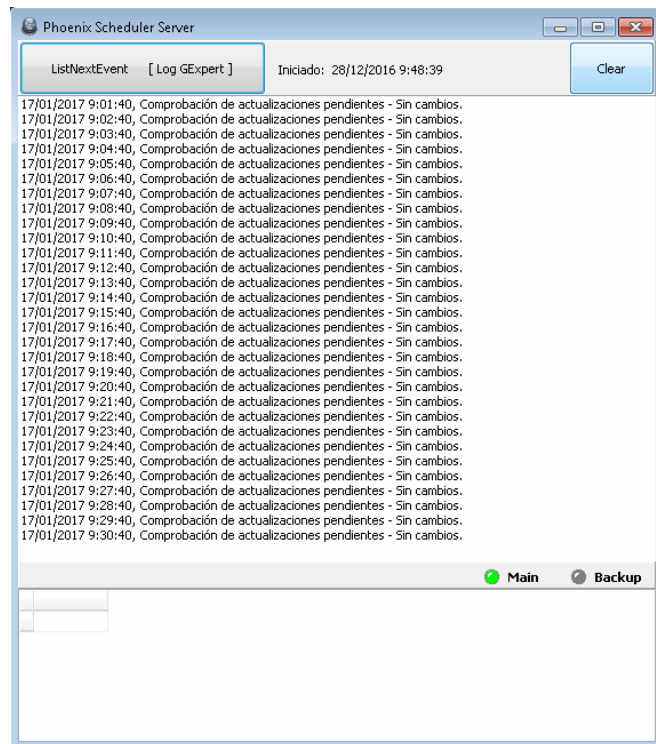 Phoenix Scheduler Server
ListNextEvent [ Log GExpert ] Iniciado: 28/12/2016 9:48:39 Clear
17/01/2017 9:01:40, Comprobación de actualizaciones pendientes - Sin cambios.
17/01/2017 9:02:40, Comprobación de actualizaciones pendientes - Sin cambios.
17/01/2017 9:03:40, Comprobación de actualizaciones pendientes - Sin cambios.
17/01/2017 9:04:40, Comprobación de actualizaciones pendientes - Sin cambios.
17/01/2017 9:05:40, Comprobación de actualizaciones pendientes - Sin cambios.
17/01/2017 9:06:40, Comprobación de actualizaciones pendientes - Sin cambios.
17/01/2017 9:07:40, Comprobación de actualizaciones pendientes - Sin cambios.
17/01/2017 9:08:40, Comprobación de actualizaciones pendientes - Sin cambios.
17/01/2017 9:09:40, Comprobación de actualizaciones pendientes - Sin cambios.
17/01/2017 9:10:40, Comprobación de actualizaciones pendientes - Sin cambios.
17/01/2017 9:11:40, Comprobación de actualizaciones pendientes - Sin cambios.
17/01/2017 9:12:40, Comprobación de actualizaciones pendientes - Sin cambios.
17/01/2017 9:13:40, Comprobación de actualizaciones pendientes - Sin cambios.
17/01/2017 9:14:40, Comprobación de actualizaciones pendientes - Sin cambios.
17/01/2017 9:15:40, Comprobación de actualizaciones pendientes - Sin cambios.
17/01/2017 9:16:40, Comprobación de actualizaciones pendientes - Sin cambios.
17/01/2017 9:17:40, Comprobación de actualizaciones pendientes - Sin cambios.
17/01/2017 9:18:40, Comprobación de actualizaciones pendientes - Sin cambios.
17/01/2017 9:19:40, Comprobación de actualizaciones pendientes - Sin cambios.
17/01/2017 9:20:40, Comprobación de actualizaciones pendientes - Sin cambios.
17/01/2017 9:21:40, Comprobación de actualizaciones pendientes - Sin cambios.
17/01/2017 9:22:40, Comprobación de actualizaciones pendientes - Sin cambios.
17/01/2017 9:23:40, Comprobación de actualizaciones pendientes - Sin cambios.
17/01/2017 9:24:40, Comprobación de actualizaciones pendientes - Sin cambios.
17/01/2017 9:25:40, Comprobación de actualizaciones pendientes - Sin cambios.
17/01/2017 9:26:40, Comprobación de actualizaciones pendientes - Sin cambios.
17/01/2017 9:27:40, Comprobación de actualizaciones pendientes - Sin cambios.
17/01/2017 9:28:40, Comprobación de actualizaciones pendientes - Sin cambios.
17/01/2017 9:29:40, Comprobación de actualizaciones pendientes - Sin cambios.
17/01/2017 9:30:40, Comprobación de actualizaciones pendientes - Sin cambios.
Main Backup